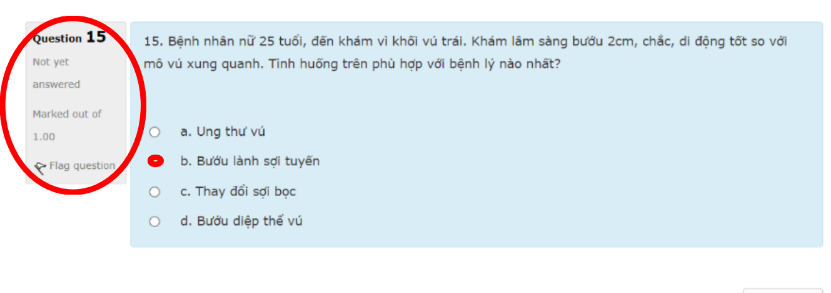 Question 15
Not yet
answered
Marked out of
1.00
Flag question
15. Bệnh nhân nữ 25 tuổi, đến khám vì khối vú trái. Khám lâm sàng bướu 2cm, chắc, di động tốt so với
mô vú xung quanh. Tình huống trên phù hợp với bệnh lý nào nhất?
a. Ung thư vú
b. Bướu lành sợi tuyến
c. Thay đổi sợi bọc
d. Bướu diệp thể vú